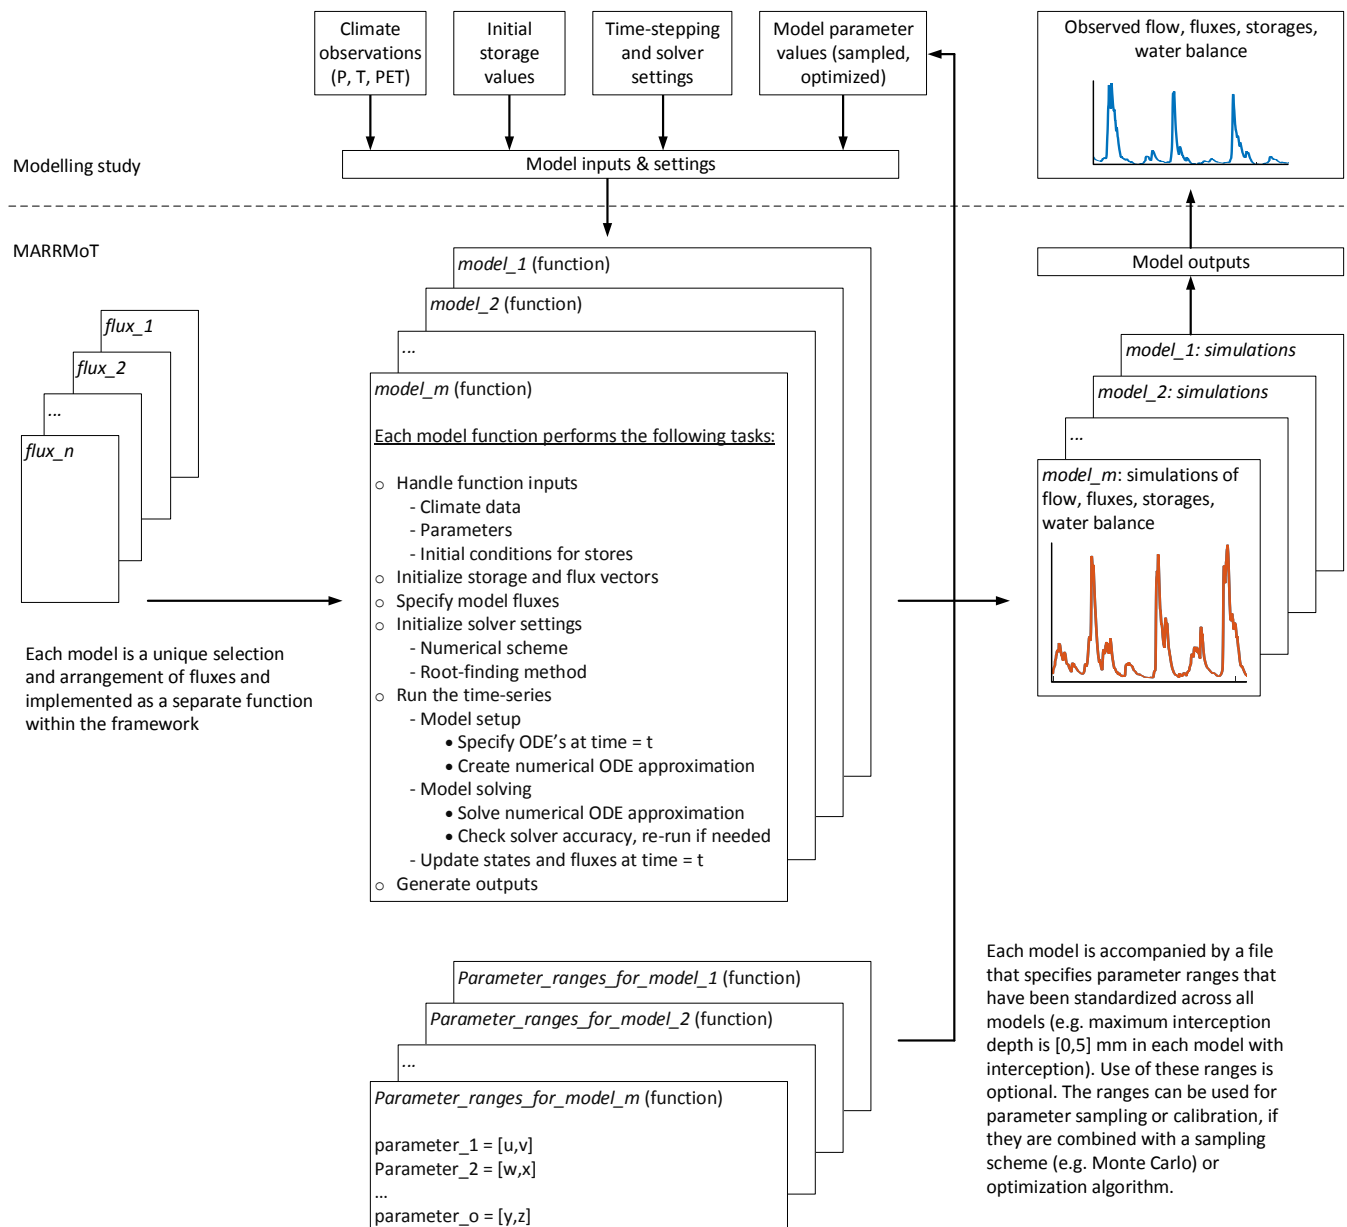 Climate
observations
(P, T, PET)
Initial
storage
values
Time-stepping
and solver
settings
Model parameter
values (sampled,
optimized)
Observed flow, fluxes, storages,
water balance
Model inputs & settings
Modelling study
MARRMoT
Model outputs
flux_1
flux_2
...
flux_n
Each model is a unique selection
and arrangement of fluxes and
implemented as a separate function
within the framework
model_1 (function)
model_2 (function)
...
model_m (function)
Each model function performs the following tasks:
o Handle function inputs
- Climate data
- Parameters
- Initial conditions for stores
o Initialize storage and flux vectors
o Specify model fluxes
o Initialize solver settings
- Numerical scheme
- Root-finding method
o Run the time-series
- Model setup
• Specify ODE’s at time = t
• Create numerical ODE approximation
- Model solving
• Solve numerical ODE approximation
• Check solver accuracy, re-run if needed
- Update states and fluxes at time = t
o Generate outputs
model_1: simulations
model_2: simulations
...
model_m: simulations of
flow, fluxes, storages,
water balance
Parameter_ranges_for_model_1 (function)
Parameter_ranges_for_model_2 (function)
...
Parameter_ranges_for_model_m (function)
parameter_1 = [u,v]
Parameter_2 = [w,x]
...
parameter_o = [y,z]
Each model is accompanied by a file
that specifies parameter ranges that
have been standardized across all
models (e.g. maximum interception
depth is [0,5] mm in each model with
interception). Use of these ranges is
optional. The ranges can be used for
parameter sampling or calibration, if
they are combined with a sampling
scheme (e.g. Monte Carlo) or
optimization algorithm.